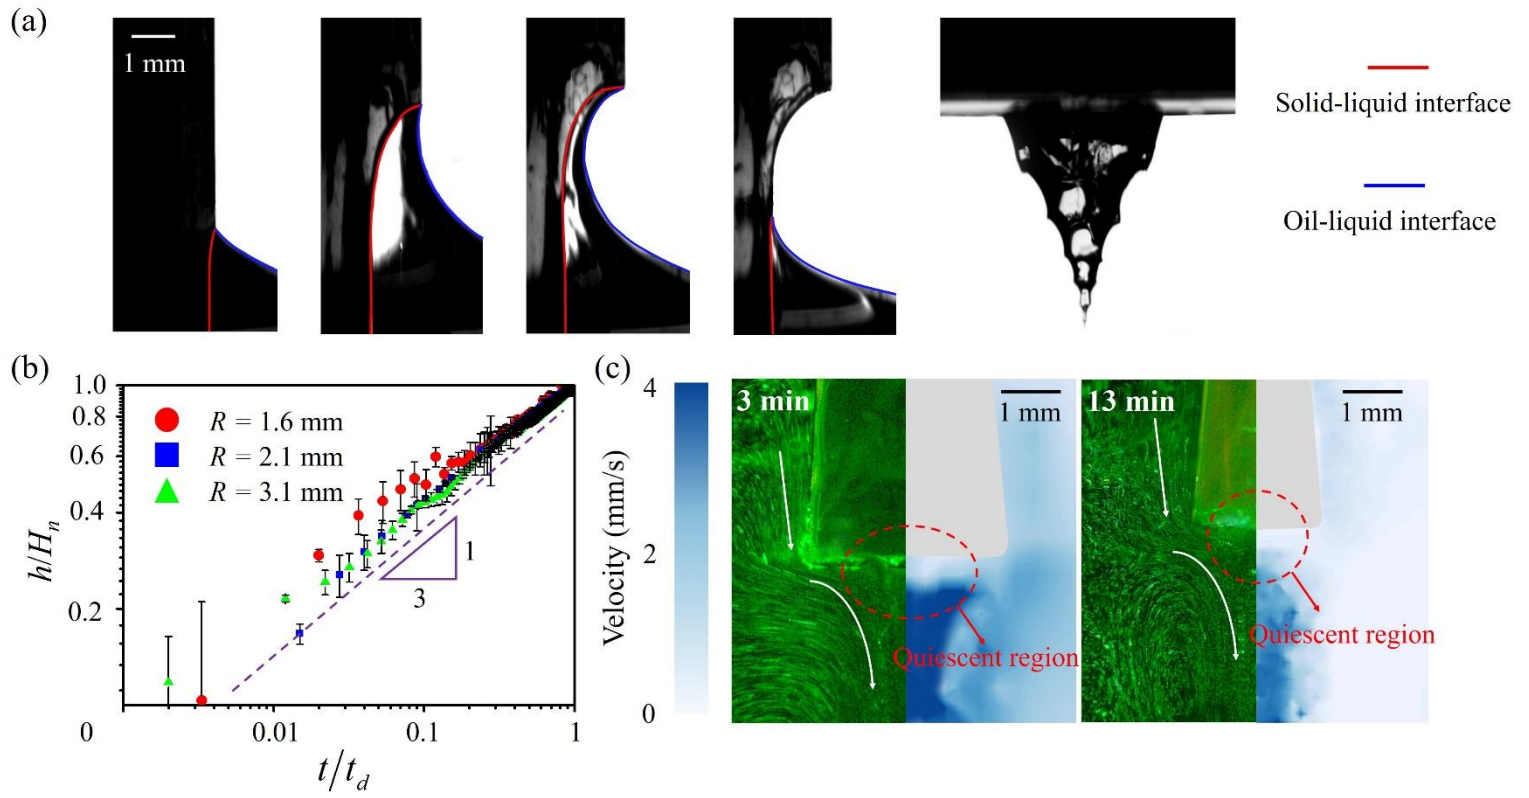 (a)
1 mm
Solid-liquid interface
Oil-liquid interface
(b)
1.0
0.8
0.6
0.4
0.2
0
0.01
0.1
1
h/Hn
t/td
R = 1.6 mm
R = 2.1 mm
R = 3.1 mm
1
3
(c)
4
2
0
Velocity (mm/s)
3 min
1 mm
Quiescent region
13 min
1 mm
Quiescent region